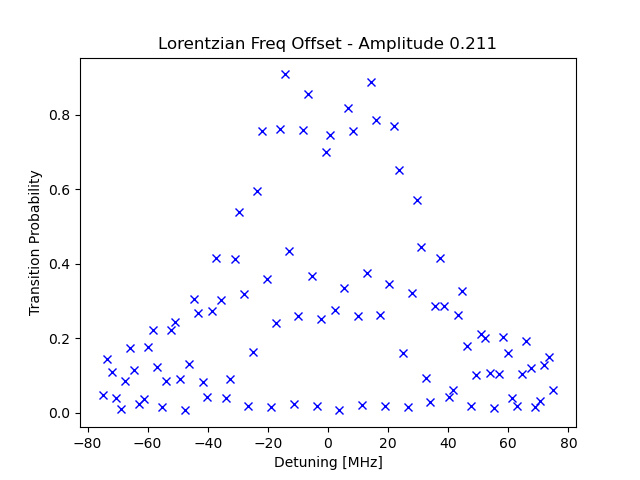 Lorentzian Freq Offset - Amplitude 0.211
Transition Probability
0.8
0.6
0.4
0.2
0.0
−80 −60 −40 −20 0 20 40 60 80
Detuning [MHz]